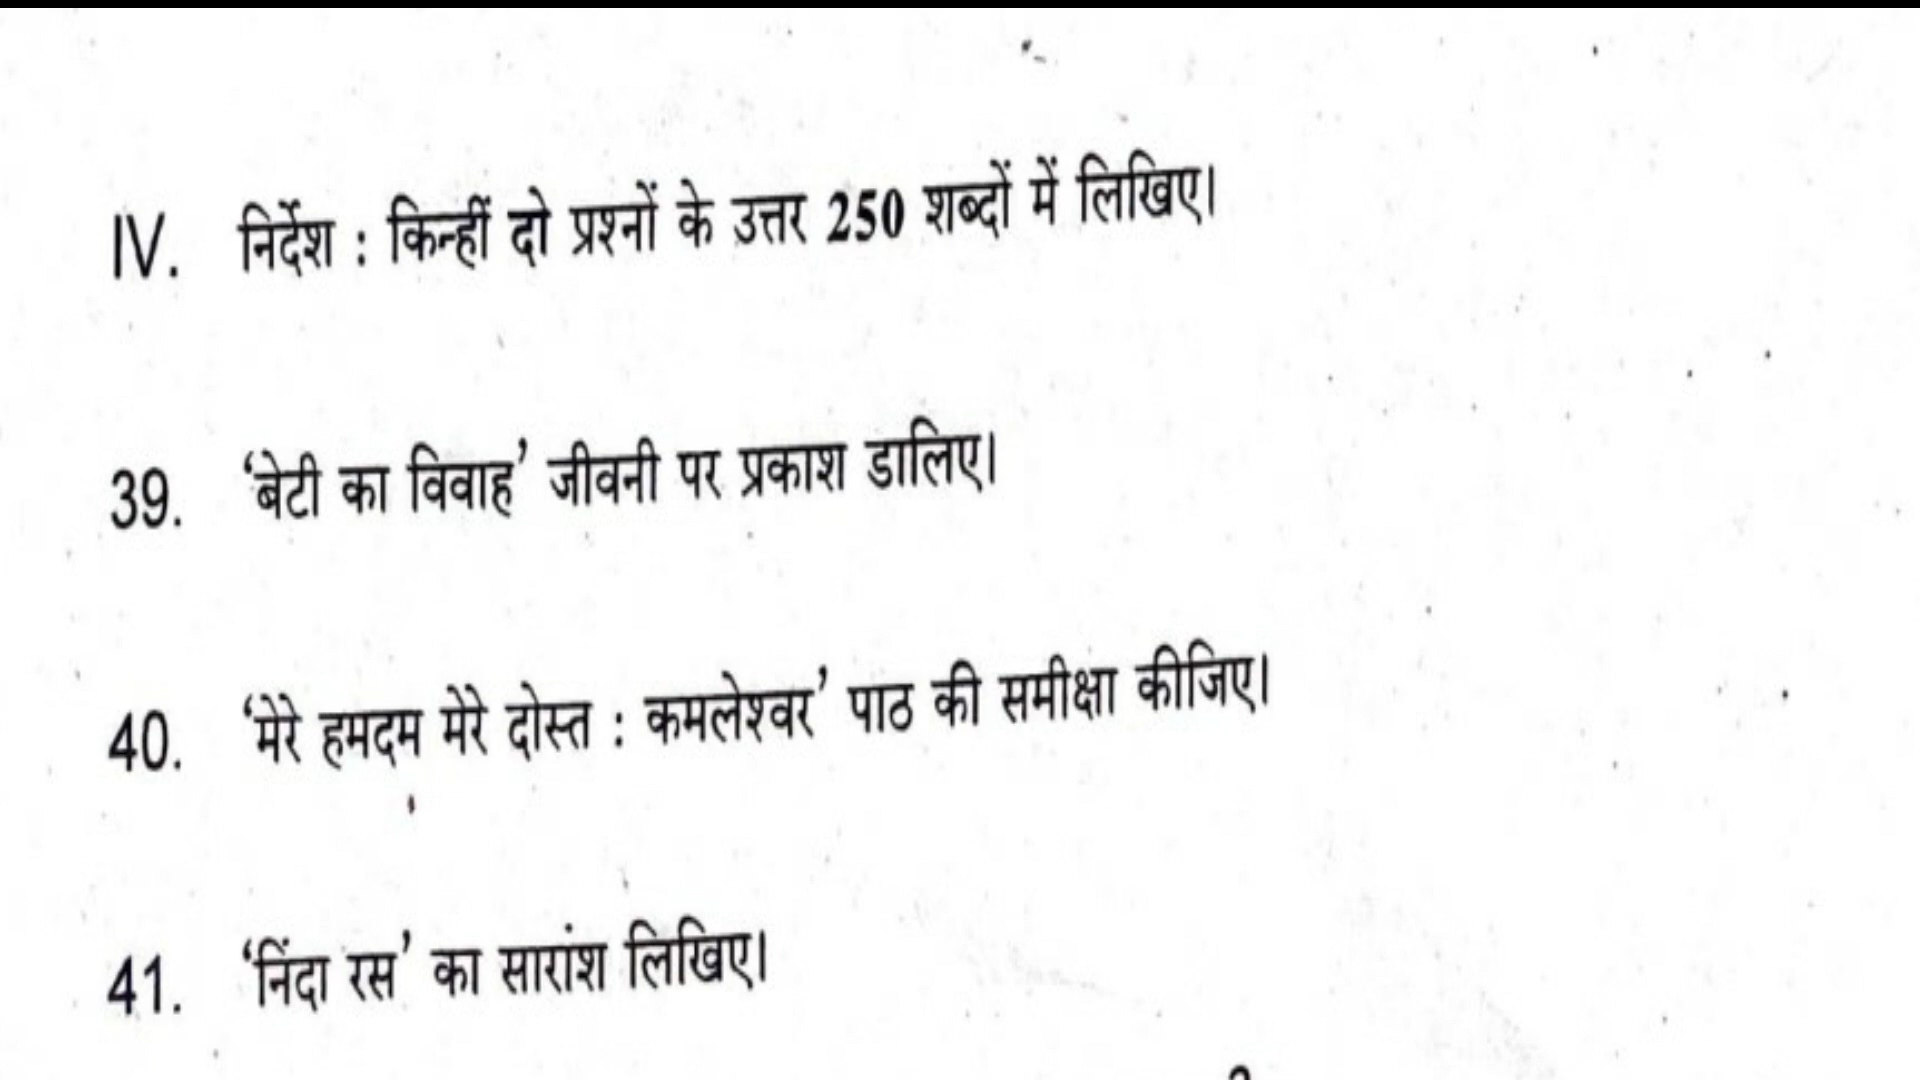 IV. निर्देश : किन्हीं दो प्रश्नों के उत्तर 250 शब्दों में लिखिए।
39. ‘बेटी का विवाह’ जीवनी पर प्रकाश डालिए।
40. ‘मेरे हमदम मेरे दोस्त : कमलेश्वर’ पाठ की समीक्षा कीजिए।
41. ‘निंदा रस’ का सारांश लिखिए।